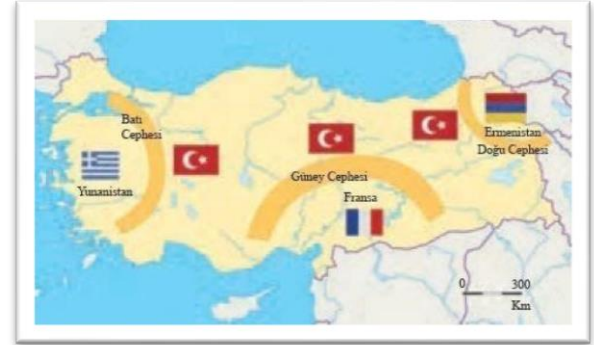 Batı
Cephesi
Yunanistan
Güney Cephesi
Fransa
Ermenistan
Doğu Cephesi
0 300
Km